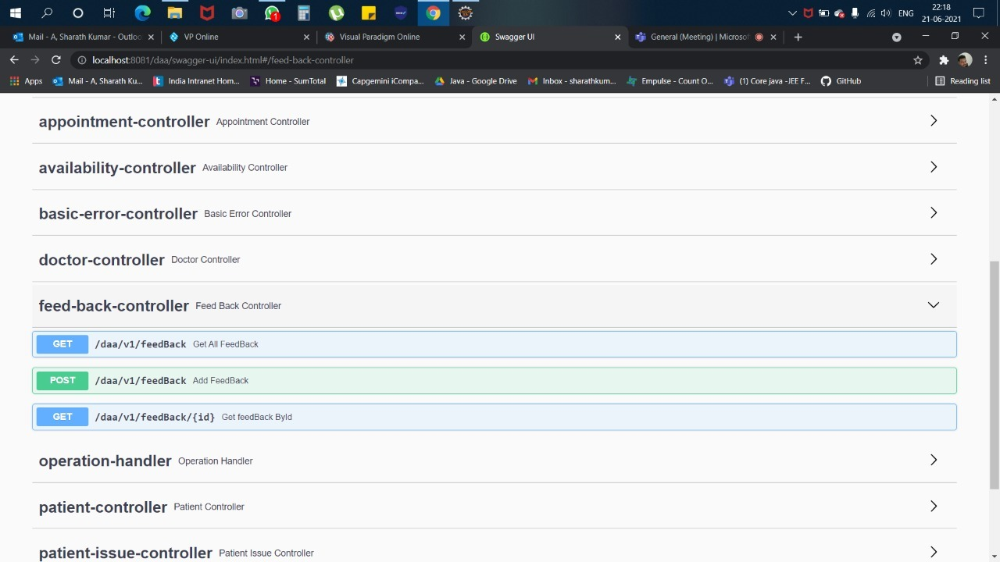 22:18
ENG
21-06-2021
1
Mail - A, Sharath Kumar - Outloo
VP Online
Visual Paradigm Online
Swagger UI
General (Meeting) | Microsof
localhost:8081/daa/swagger-ui/index.html#/feed-back-controller
Apps
Mail - A, Sharath Ku...
India Intranet Hom...
Home - SumTotal
Capgemini iCompa...
Java - Google Drive
Inbox - sharathkum...
Empulse - Count O...
(1) Core java -JEE F...
GitHub
Reading list
appointment-controller Appointment Controller
availability-controller Availability Controller
basic-error-controller Basic Error Controller
doctor-controller Doctor Controller
feed-back-controller Feed Back Controller
GET /daa/v1/feedBack Get All FeedBack
POST /daa/v1/feedBack Add FeedBack
GET /daa/v1/feedBack/{id} Get feedBack ById
operation-handler Operation Handler
patient-controller Patient Controller
patient-issue-controller Patient Issue Controller